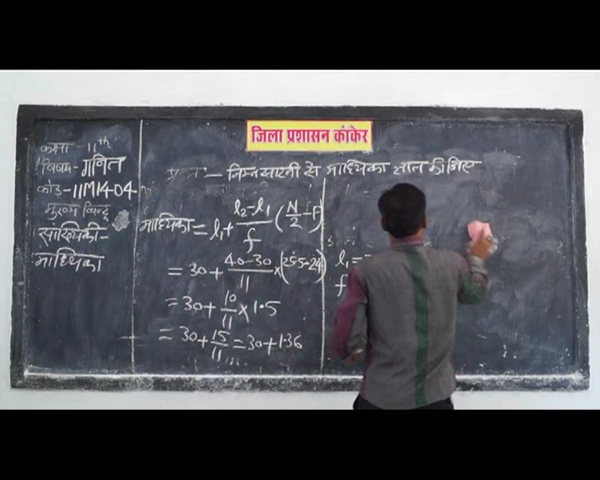 जिला प्रशासन कांकेर
कक्षा - 11th
विषय - गणित
कोड - 11M14-04
मुख्य बिन्दु
सांख्यिकी -
माध्यिका
प्रश्न - निम्न सारणी से माध्यिका ज्ञात कीजिए
माध्यिका = l₁ + (l₂ - l₁)/f (N/2 - F)
= 30 + (40-30)/11 × (25.5-24)
= 30 + 10/11 × 1.5
= 30 + 15/11 = 30 + 1.36
l₁ =
f